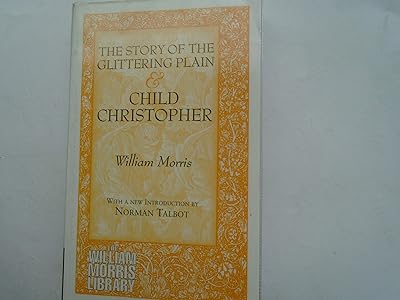 THE STORY OF THE
GLITTERING PLAIN
&
CHILD
CHRISTOPHER
William Morris
WITH A NEW INTRODUCTION BY
NORMAN TALBOT
THE
WILLIAM
MORRIS
LIBRARY